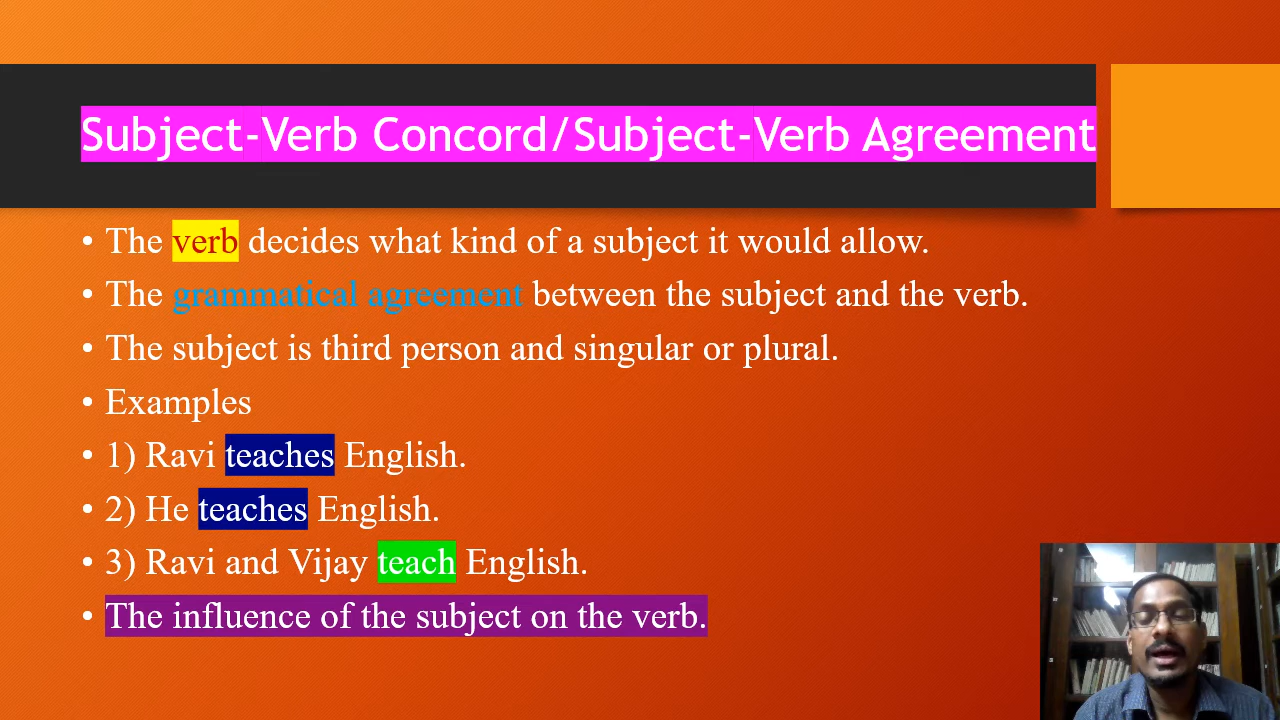 Subject-Verb Concord/Subject-Verb Agreement
• The verb decides what kind of a subject it would allow.
• The grammatical agreement between the subject and the verb.
• The subject is third person and singular or plural.
• Examples
• 1) Ravi teaches English.
• 2) He teaches English.
• 3) Ravi and Vijay teach English.
• The influence of the subject on the verb.